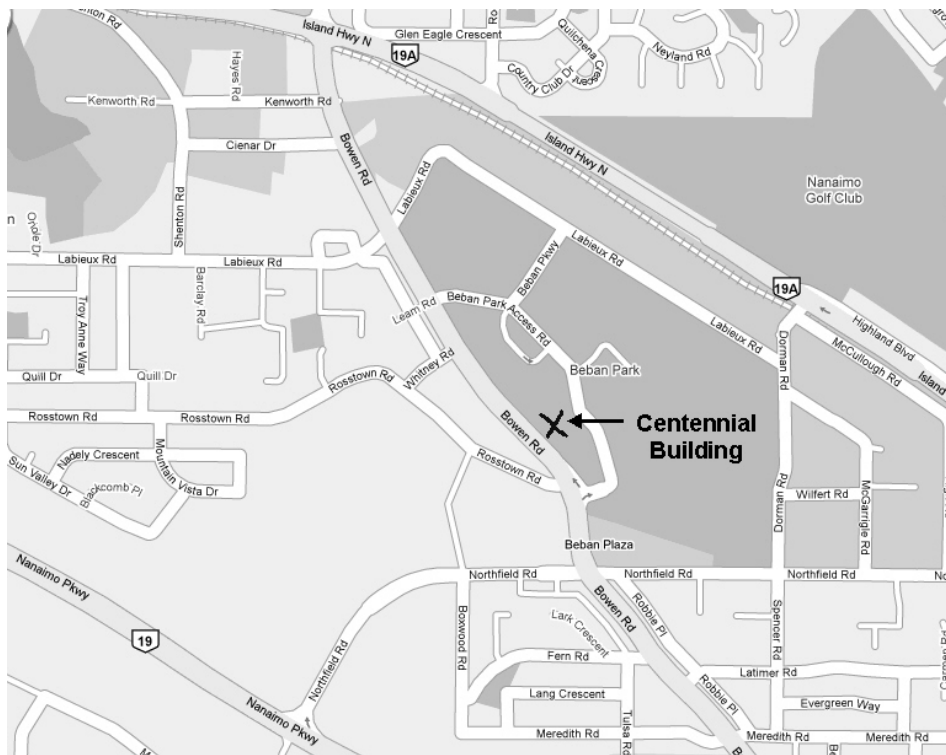 Island Hwy N
19A
Glen Eagle Crescent
Quilchena Crescent
Neyland Rd
Country Club Dr
Hayes Rd
Kenworth Rd
Kenworth Rd
Bowen Rd
Cienar Dr
Island Hwy N
Shenton Rd
Labieux Rd
Nanaimo
Golf Club
Oriole Dr
Labieux Rd
Labieux Rd
Labieux Rd
Beban Pkwy
19A
Barclay Rd
Troy Anne Way
Leam Rd
Beban Park Access Rd
Labieux Rd
Highland Blvd
McCullough Rd
Island
Dorman Rd
Whitney Rd
Beban Park
Quill Dr
Quill Dr
Rosstown Rd
Rosstown Rd
Rosstown Rd
Bowen Rd
Centennial
Building
Nadely Crescent
Mountain Vista Dr
Sun Valley Dr
Blackcomb Pl
Rosstown Rd
Dorman Rd
Wilfert Rd
McGarrigle Rd
Beban Plaza
Nanaimo Pkwy
19
Northfield Rd
Northfield Rd
Northfield Rd
No
Boxwood Rd
Lark Crescent
Bowen Rd
Robbie Pl
Spencer Rd
Northfield Rd
Fern Rd
Latimer Rd
Lang Crescent
Robbie Pl
Evergreen Way
Tulsa Rd
Nanaimo Pkwy
Meredith Rd
Meredith Rd